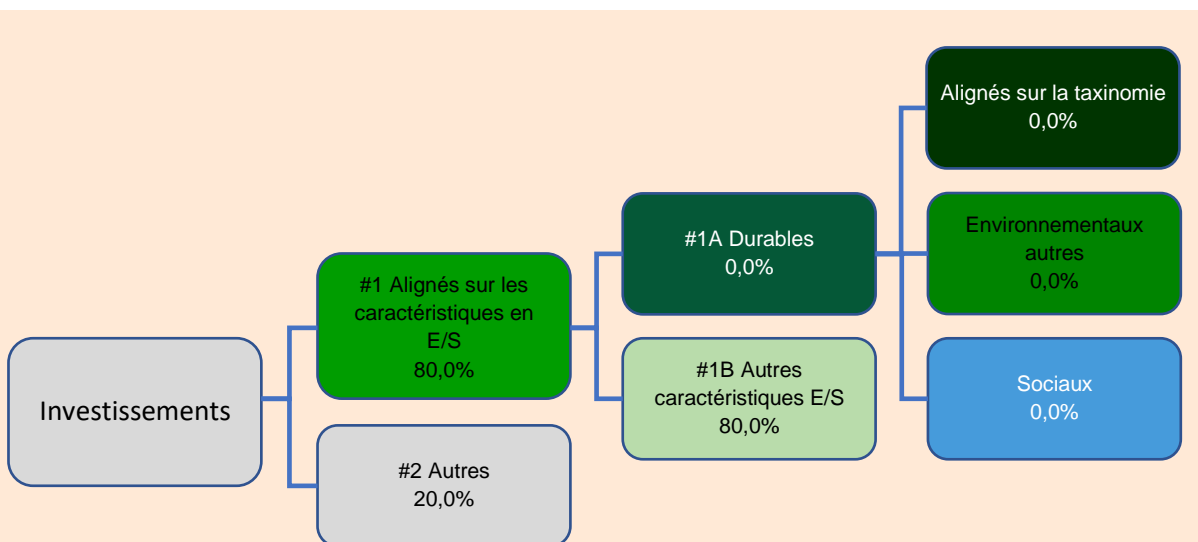 Investissements
#1 Alignés sur les
caractéristiques en
E/S
80,0%
#2 Autres
20,0%
#1A Durables
0,0%
#1B Autres
caractéristiques E/S
80,0%
Alignés sur la taxinomie
0,0%
Environnementaux
autres
0,0%
Sociaux
0,0%